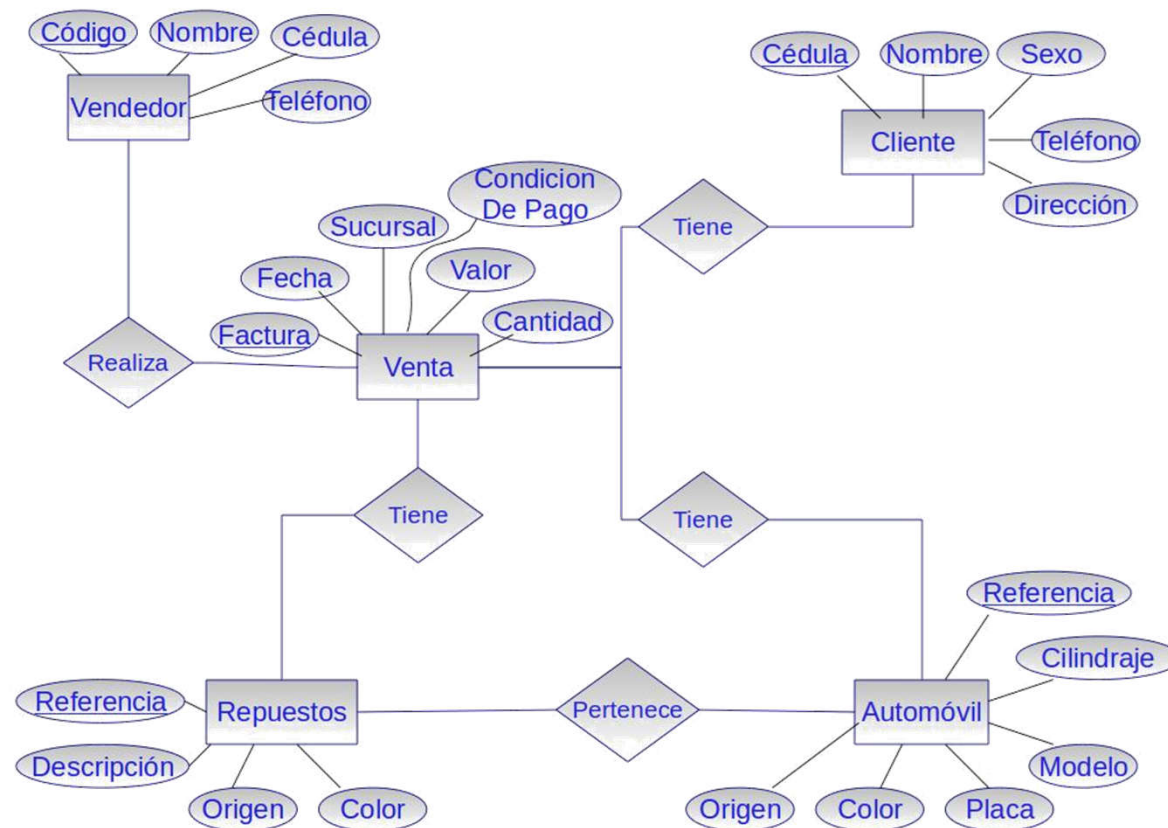 Código
Nombre
Cédula
Teléfono
Vendedor
Cédula
Nombre
Sexo
Cliente
Teléfono
Dirección
Condicion
De Pago
Tiene
Sucursal
Valor
Fecha
Cantidad
Factura
Realiza
Venta
Tiene
Tiene
Referencia
Cilindraje
Referencia
Repuestos
Pertenece
Automóvil
Descripción
Modelo
Origen
Color
Origen
Color
Placa